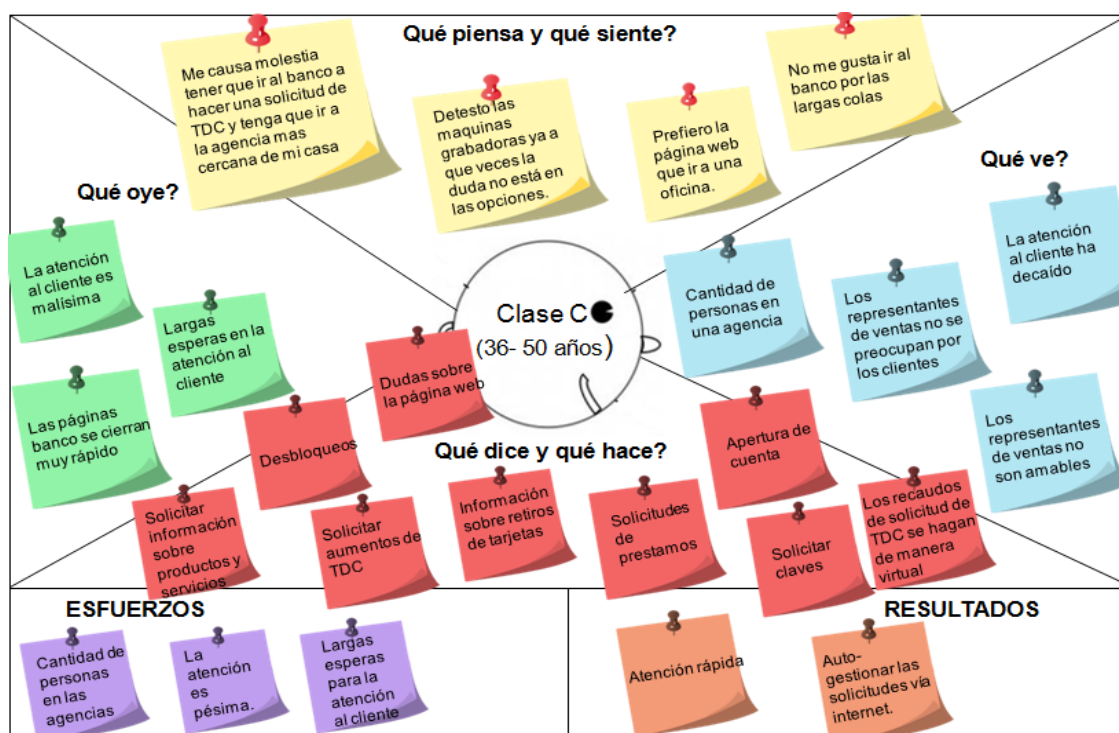 Qué piensa y qué siente?
Me causa molestia
tener que ir al banco a
hacer una solicitud de
TDC y tenga que ir a
la agencia mas
cercana de mi casa
Detesto las
maquinas
grabadoras ya a
que veces la
duda no está en
las opciones.
Prefiero la
página web
que ir a una
oficina.
No me gusta ir al
banco por las
largas colas
Qué oye?
La atención
al cliente es
malísima
Largas
esperas en la
atención al
cliente
Las páginas
banco se cierran
muy rápido
Qué ve?
Cantidad de
personas en
una agencia
Los
representantes
de ventas no se
preocupan por
los clientes
La atención
al cliente ha
decaído
Los
representantes
de ventas no
son amables
Clase C
(36- 50 años)
Qué dice y qué hace?
Dudas sobre
la página web
Desbloqueos
Solicitar
información
sobre
productos y
servicios
Solicitar
aumentos de
TDC
Información
sobre retiros
de tarjetas
Solicitudes
de
prestamos
Apertura de
cuenta
Solicitar
claves
Los recaudos
de solicitud de
TDC se hagan
de manera
virtual
ESFUERZOS
Cantidad de
personas
en las
agencias
La
atención
es
pésima.
Largas
esperas
para la
atención
al cliente
RESULTADOS
Atención rápida
Auto-
gestionar las
solicitudes vía
internet.